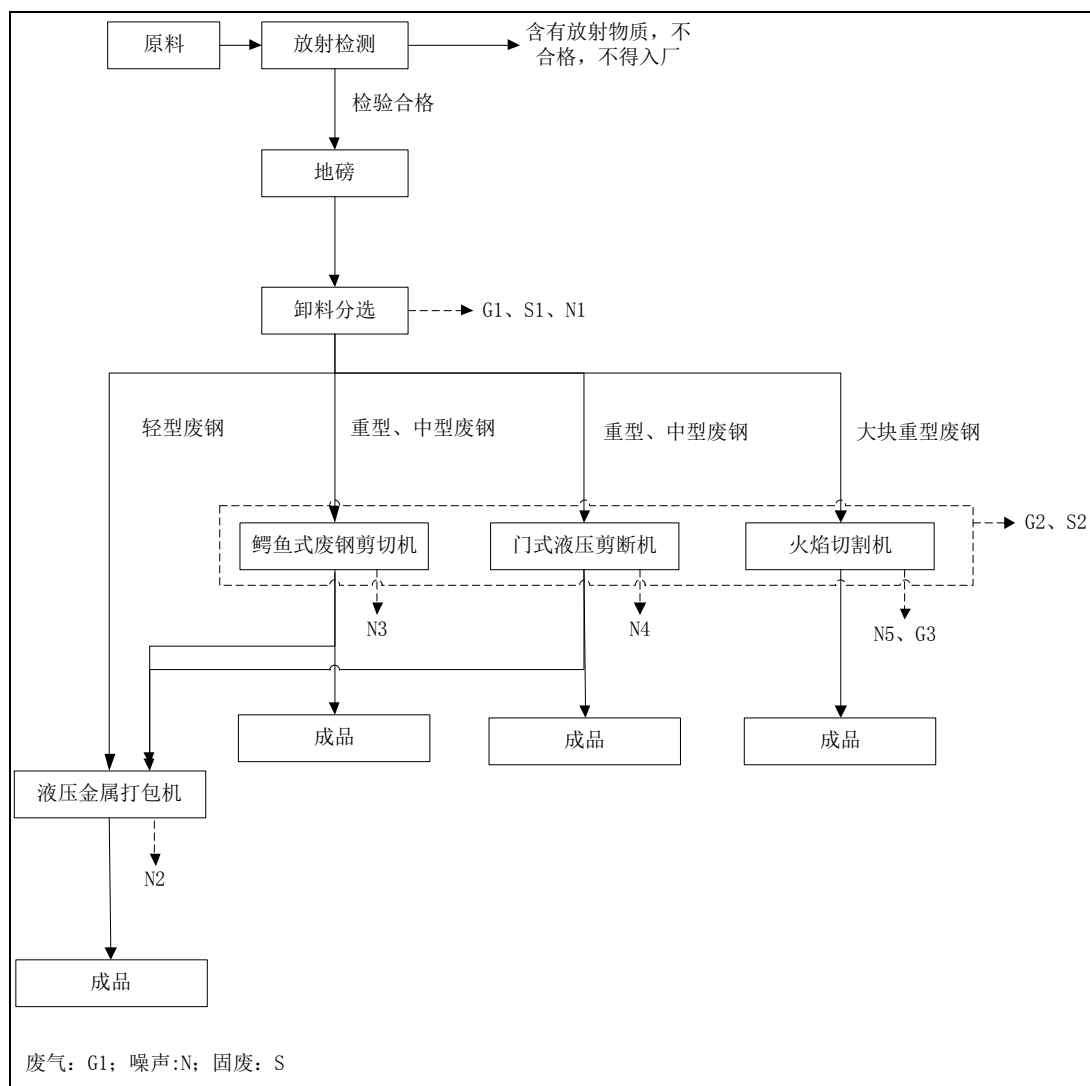 原料
放射检测
含有放射物质，不
合格，不得入厂
检验合格
地磅
卸料分选
G1、S1、N1
轻型废钢
重型、中型废钢
重型、中型废钢
大块重型废钢
G2、S2
鳄鱼式废钢剪切机
门式液压剪断机
火焰切割机
N3
N4
N5、G3
成品
成品
成品
液压金属打包机
N2
成品
废气：G1；噪声:N；固废：S